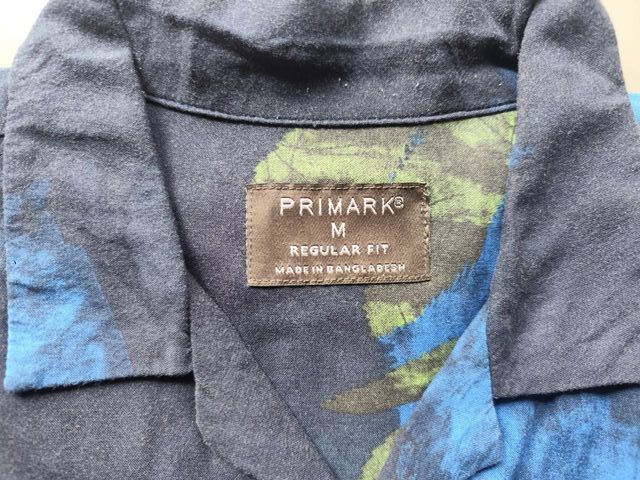 PRIMARK®
M
REGULAR FIT
MADE IN BANGLADESH